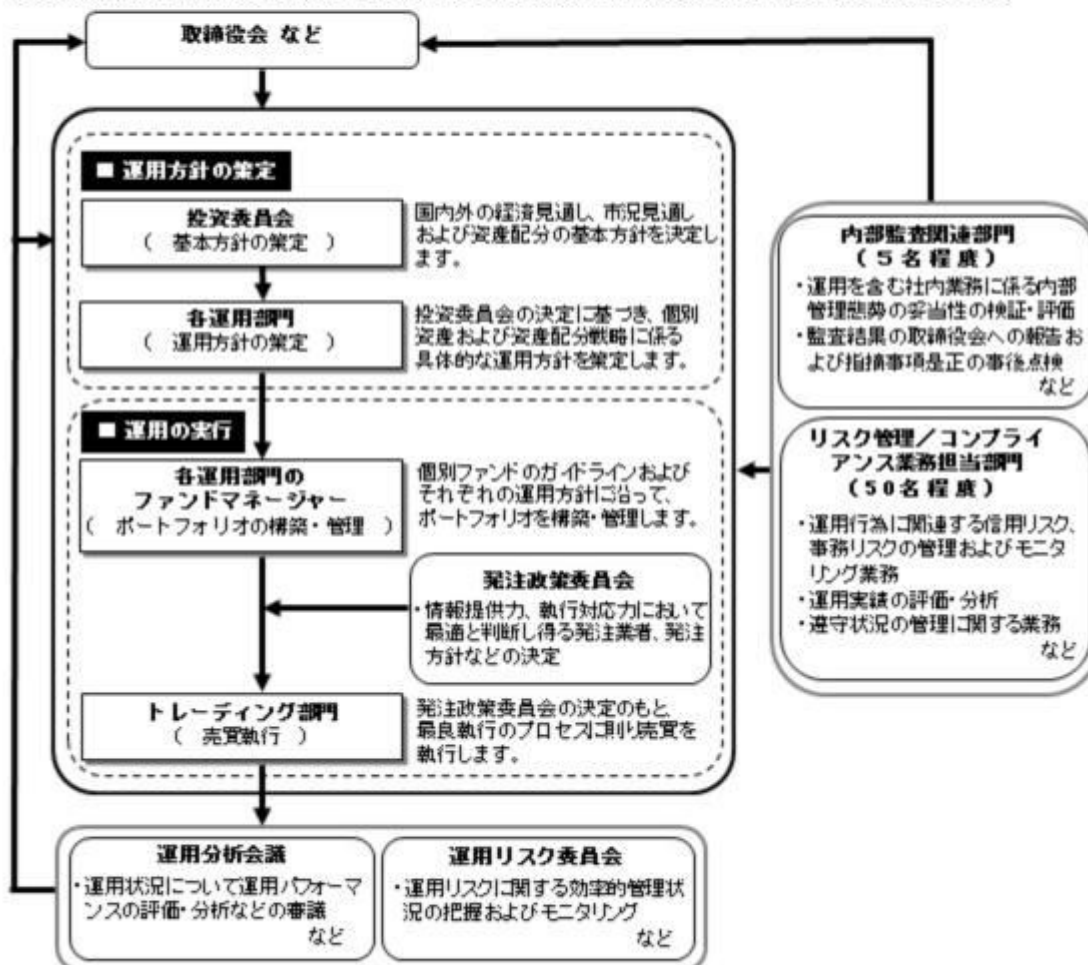 取締役会 など
■ 運用方針の策定
投資委員会
( 基本方針の策定 )
国内外の経済見通し、市況見通し
および資産配分の基本方針を決定し
ます。
各運用部門
( 運用方針の策定 )
投資委員会の決定に基づき、個別
資産および資産配分戦略に係る
具体的な運用方針を策定します。
■ 運用の実行
各運用部門の
ファンドマネージャー
( ポートフォリオの構築・管理 )
個別ファンドのガイドラインおよび
それぞれの運用方針に沿って、
ポートフォリオを構築・管理します。
発注政策委員会
・情報提供力、執行対応力において
最適と判断し得る発注業者、発注
方針などの決定
トレーディング部門
( 売買執行 )
発注政策委員会の決定のもと、
最良執行のプロセスに則り売買を
執行します。
内部監査関連部門
(5名程度)
・運用を含む社内業務に係る内部
管理態勢の妥当性の検証・評価
・監査結果の取締役会への報告お
よび指摘事項是正の事後点検
など
リスク管理／コンプライ
アンス業務担当部門
(50名程度)
・運用行為に関連する信用リスク、
事務リスクの管理およびモニタ
リング業務
・運用実績の評価・分析
・遵守状況の管理に関する業務
など
運用分析会議
・運用状況について運用パフォーマ
ンスの評価・分析などの審議
など
運用リスク委員会
・運用リスクに関する効率的管理状
況の把握およびモニタリング
など